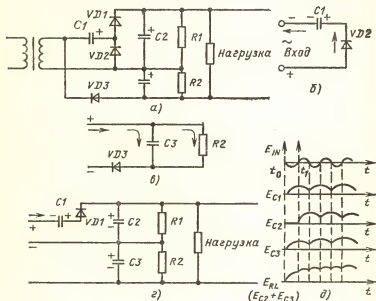 VD1
C1
C2
R1
VD2
Нагрузка
R2
VD3
а)
C1
VD2
Вход
~
б)
C3
R2
VD3
в)
C1
VD1
C2
R1
Нагрузка
C3
R2
г)
E_IN
t_0
t_1
t
E_C1
t
E_C2
t
E_C3
t
E_RL
t
(E_C2+E_C3)
д)